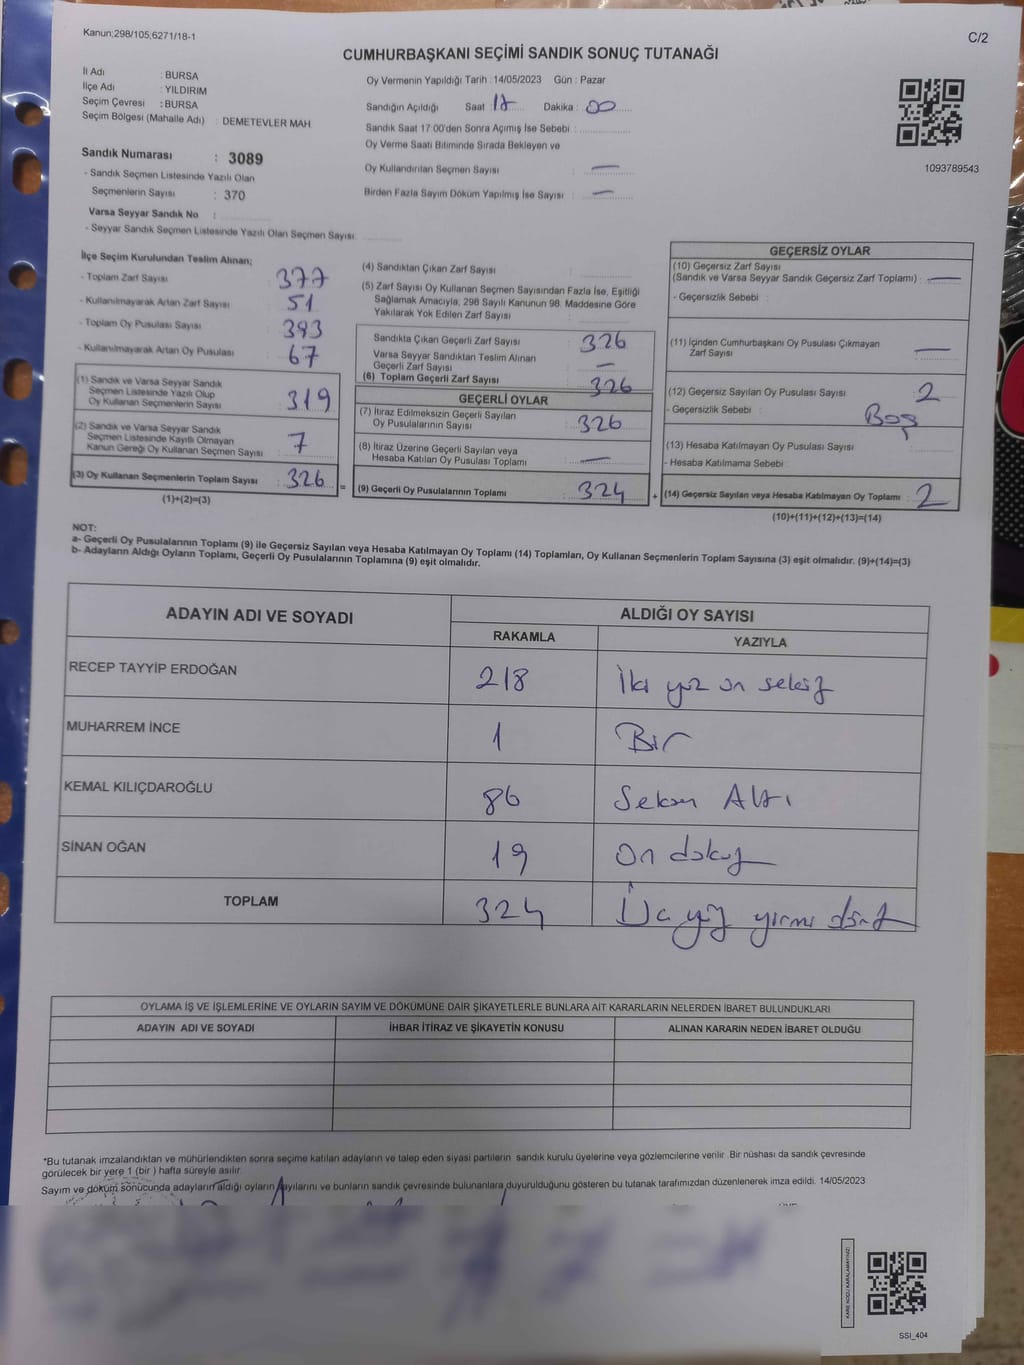 Kanun;298/105;6271/18-1
C/2
CUMHURBAŞKANI SEÇİMİ SANDIK SONUÇ TUTANAĞI
İl Adı : BURSA
İlçe Adı : YILDIRIM
Seçim Çevresi : BURSA
Seçim Bölgesi (Mahalle Adı) : DEMETEVLER MAH
Oy Vermenin Yapıldığı Tarih : 14/05/2023 Gün : Pazar
Sandığın Açıldığı Saat : 17 Dakika : 00
Sandık Saat 17:00'den Sonra Açımış İse Sebebi :
Oy Verme Saati Bitiminde Sırada Bekleyen ve
Oy Kullandırılan Seçmen Sayısı : —
Birden Fazla Sayım Döküm Yapılmış İse Sayısı : —
1093789543
Sandık Numarası : 3089
- Sandık Seçmen Listesinde Yazılı Olan
Seçmenlerin Sayısı : 370
Varsa Seyyar Sandık No :
- Seyyar Sandık Seçmen Listesinde Yazılı Olan Seçmen Sayısı:
İlçe Seçim Kurulundan Teslim Alınan;
- Toplam Zarf Sayısı : 377
- Kullanılmayarak Artan Zarf Sayısı : 51
- Toplam Oy Pusulası Sayısı : 393
- Kullanılmayarak Artan Oy Pusulası : 67
(1) Sandık ve Varsa Seyyar Sandık
Seçmen Listesinde Yazılı Olup
Oy Kullanan Seçmenlerin Sayısı : 319
(2) Sandık ve Varsa Seyyar Sandık
Seçmen Listesinde Kayıtlı Olmayan
Kanun Gereği Oy Kullanan Seçmen Sayısı : 7
(3) Oy Kullanan Seçmenlerin Toplam Sayısı : 326
(1)+(2)=(3)
(4) Sandıktan Çıkan Zarf Sayısı :
(5) Zarf Sayısı Oy Kullanan Seçmen Sayısından Fazla İse, Eşitliği
Sağlamak Amacıyla, 298 Sayılı Kanunun 98. Maddesine Göre
Yakılarak Yok Edilen Zarf Sayısı :
Sandıkta Çıkan Geçerli Zarf Sayısı : 326
Varsa Seyyar Sandıktan Teslim Alınan
Geçerli Zarf Sayısı : —
(6) Toplam Geçerli Zarf Sayısı : 326
GEÇERLİ OYLAR
(7) İtiraz Edilmeksizin Geçerli Sayılan
Oy Pusulalarının Sayısı : 326
(8) İtiraz Üzerine Geçerli Sayılan veya
Hesaba Katılan Oy Pusulası Toplamı : —
= (9) Geçerli Oy Pusulalarının Toplamı : 324 +
GEÇERSİZ OYLAR
(10) Geçersiz Zarf Sayısı
(Sandık ve Varsa Seyyar Sandık Geçersiz Zarf Toplamı) : —
- Geçersizlik Sebebi :
(11) İçinden Cumhurbaşkanı Oy Pusulası Çıkmayan
Zarf Sayısı : —
(12) Geçersiz Sayılan Oy Pusulası Sayısı : 2
- Geçersizlik Sebebi : Boş
(13) Hesaba Katılmayan Oy Pusulası Sayısı :
- Hesaba Katılmama Sebebi :
(14) Geçersiz Sayılan veya Hesaba Katılmayan Oy Toplamı : 2
(10)+(11)+(12)+(13)=(14)
NOT:
a- Geçerli Oy Pusulalarının Toplamı (9) ile Geçersiz Sayılan veya Hesaba Katılmayan Oy Toplamı (14) Toplamları, Oy Kullanan Seçmenlerin Toplam Sayısına (3) eşit olmalıdır. (9)+(14)=(3)
b- Adayların Aldığı Oyların Toplamı, Geçerli Oy Pusulalarının Toplamına (9) eşit olmalıdır.
ADAYIN ADI VE SOYADI
ALDIĞI OY SAYISI
RAKAMLA YAZIYLA
RECEP TAYYİP ERDOĞAN 218 İki yüz on sekiz
MUHARREM İNCE 1 Bir
KEMAL KILIÇDAROĞLU 86 Seksen Altı
SİNAN OĞAN 19 On dokuz
TOPLAM 324 Üç yüz yirmi dört
OYLAMA İŞ VE İŞLEMLERİNE VE OYLARIN SAYIM VE DÖKÜMÜNE DAİR ŞİKAYETLERLE BUNLARA AİT KARARLARIN NELERDEN İBARET BULUNDUKLARI
ADAYIN ADI VE SOYADI İHBAR İTİRAZ VE ŞİKAYETİN KONUSU ALINAN KARARIN NEDEN İBARET OLDUĞU
*Bu tutanak imzalandıktan ve mühürlendikten sonra seçime katılan adayların ve talep eden siyasi partilerin sandık kurulu üyelerine veya gözlemcilerine verilir. Bir nüshası da sandık çevresinde
görülecek bir yere 1 (bir ) hafta süreyle asılır.
Sayım ve döküm sonucunda adayların aldığı oyların sayılarını ve bunların sandık çevresinde bulunanlara duyurulduğunu gösteren bu tutanak tarafımızdan düzenlenerek imza edildi. 14/05/2023
KARE KODU KARALAMAYINIZ!
SSI_404